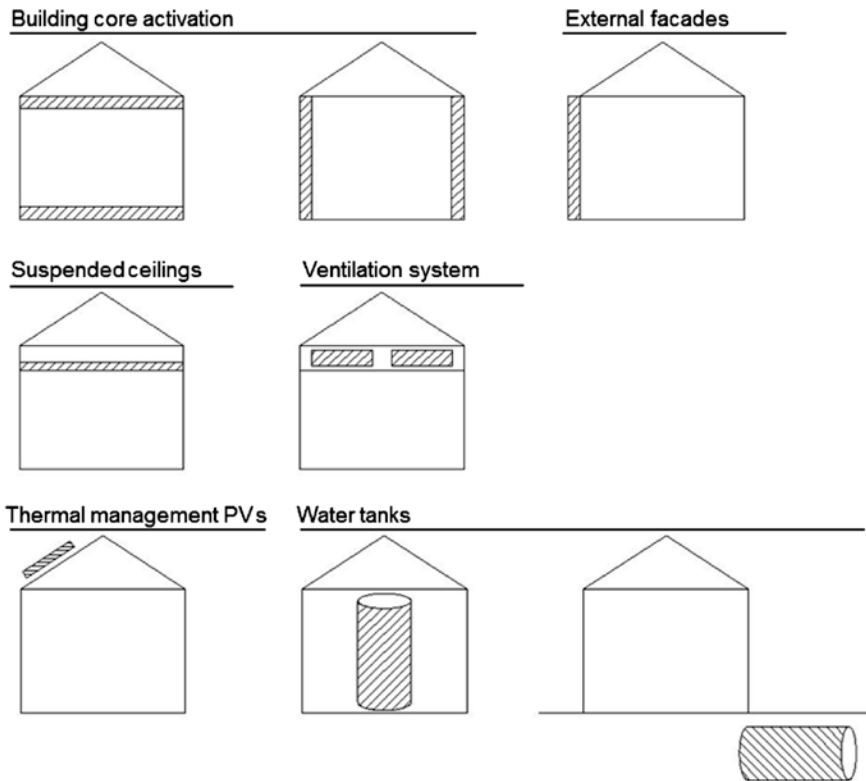 Building core activation
External facades
Suspended ceilings
Ventilation system
Thermal management PVs
Water tanks